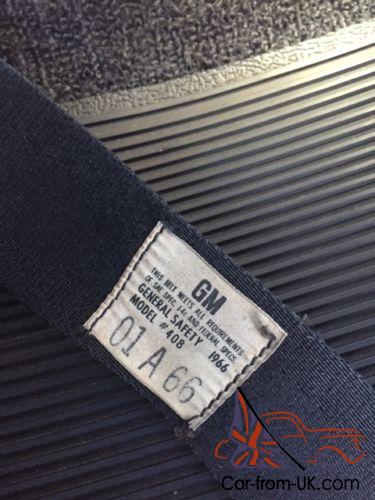 GM
THIS BELT MEETS ALL REQUIREMENTS
OF SAE SPEC. J4c AND FEDERAL SPECS.
GENERAL SAFETY 1966
MODEL #408
01 A 66
Car-from-UK.com